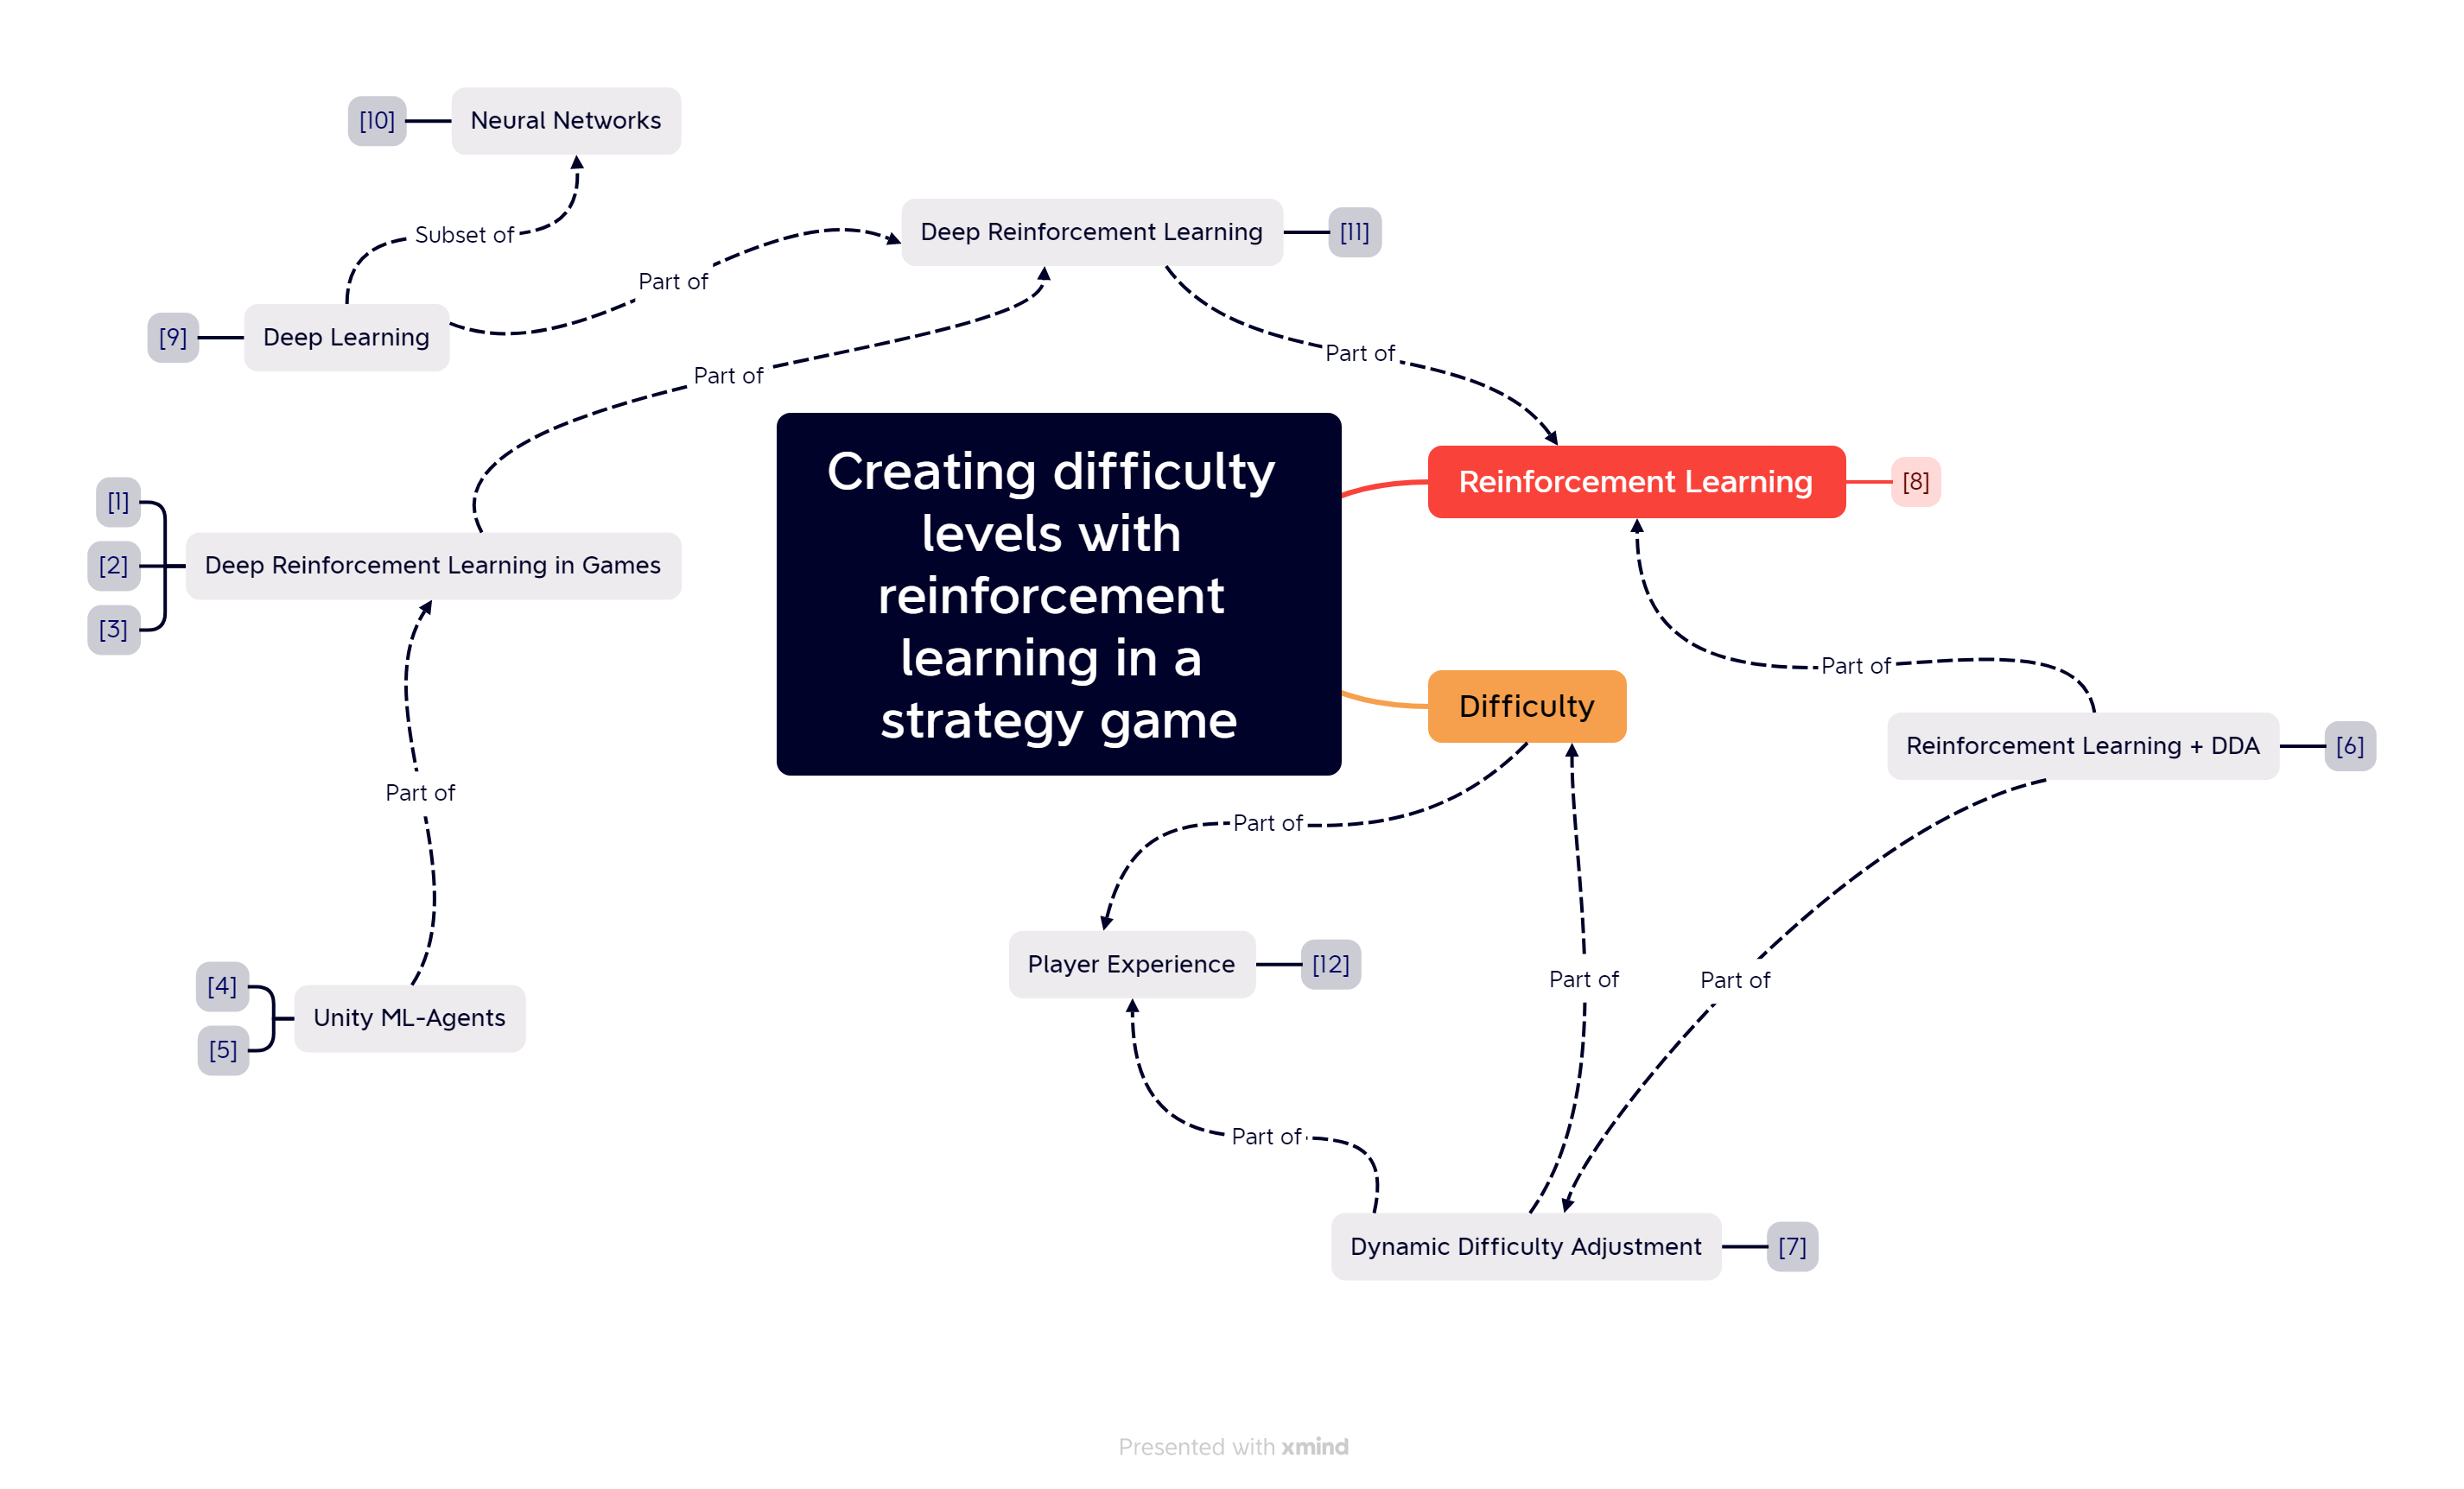 [10]
Neural Networks
Subset of
Deep Reinforcement Learning
[11]
Part of
[9]
Deep Learning
Part of
Part of
Creating difficulty
levels with
reinforcement
learning in a
strategy game
Reinforcement Learning
[8]
[1]
[2]
[3]
Deep Reinforcement Learning in Games
Part of
Difficulty
Reinforcement Learning + DDA
[6]
Part of
Part of
Player Experience
[12]
Part of
Part of
[4]
[5]
Unity ML-Agents
Part of
Dynamic Difficulty Adjustment
[7]
Presented with xmind